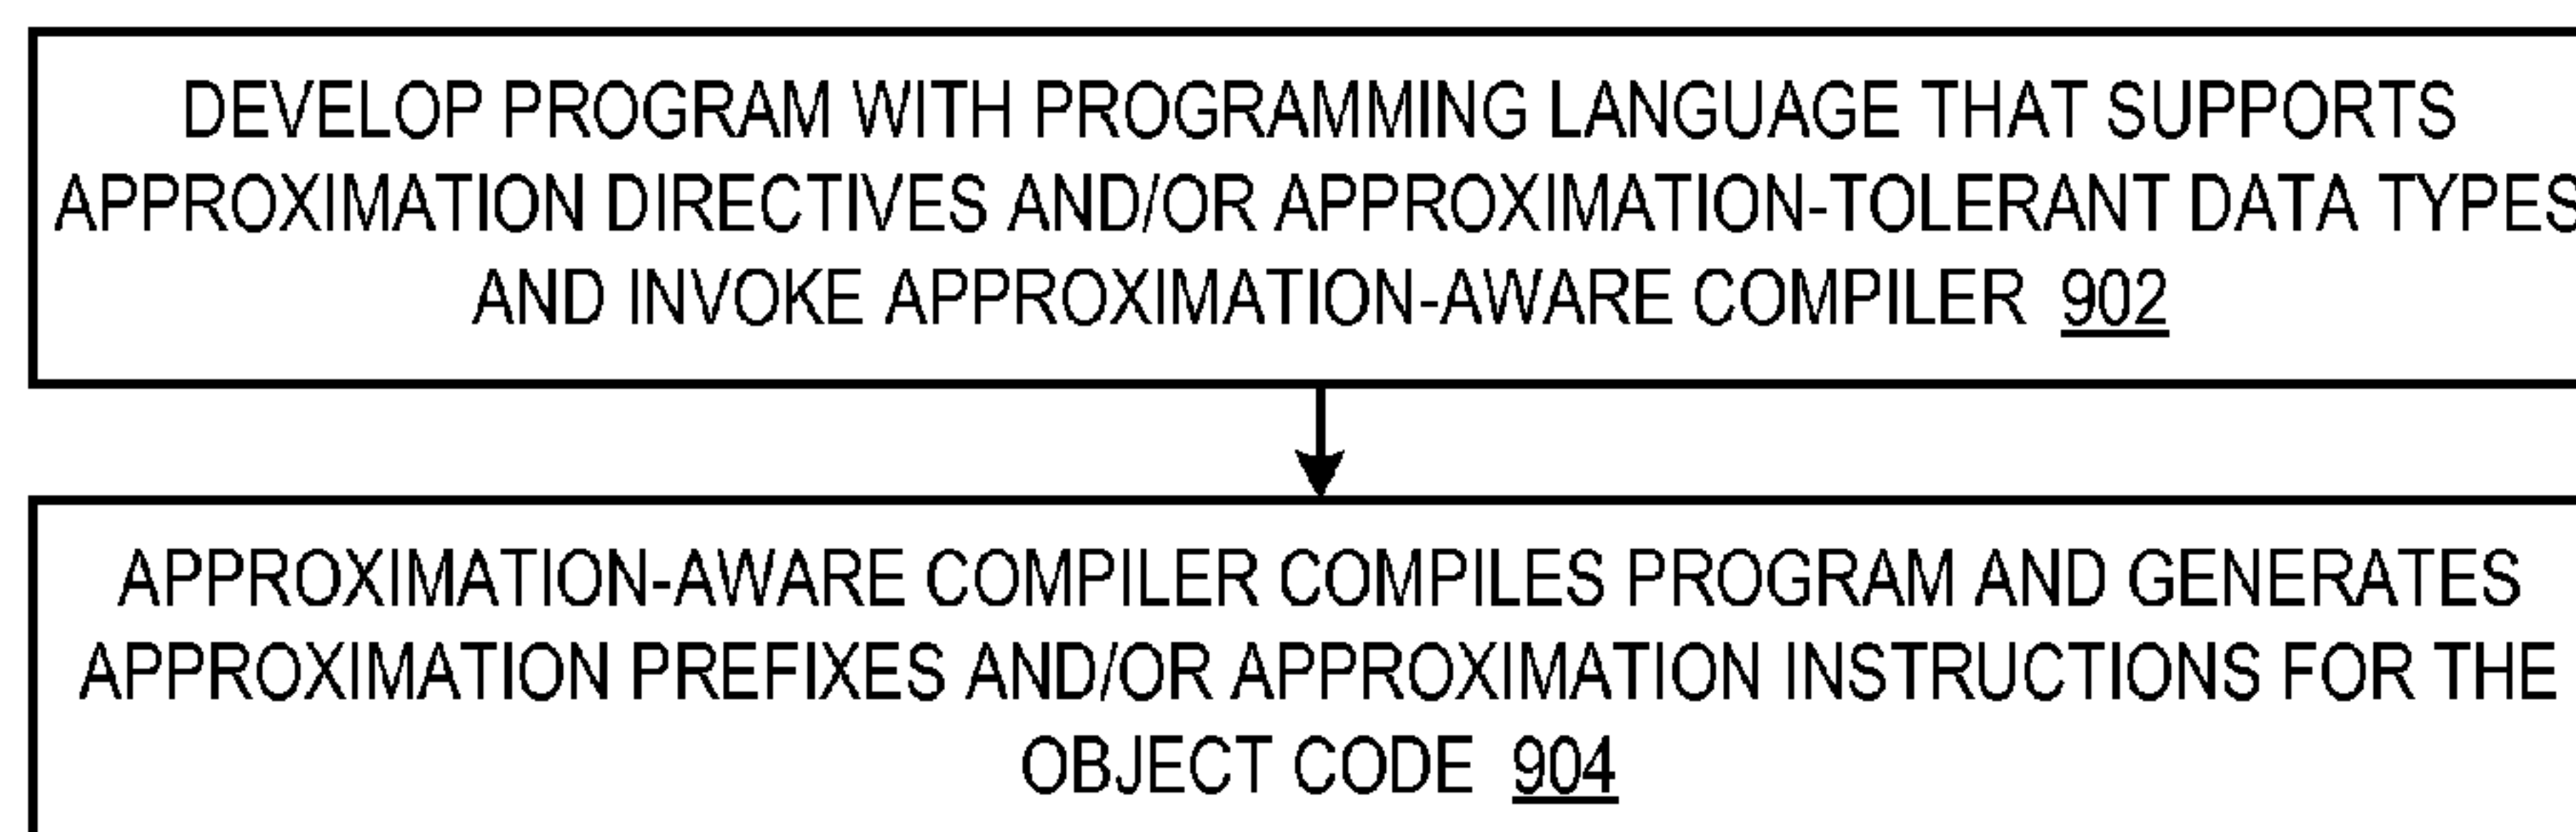 DEVELOP PROGRAM WITH PROGRAMMING LANGUAGE THAT SUPPORTS
APPROXIMATION DIRECTIVES AND/OR APPROXIMATION-TOLERANT DATA TYPES
AND INVOKE APPROXIMATION-AWARE COMPILER 902
APPROXIMATION-AWARE COMPILER COMPILES PROGRAM AND GENERATES
APPROXIMATION PREFIXES AND/OR APPROXIMATION INSTRUCTIONS FOR THE
OBJECT CODE 904